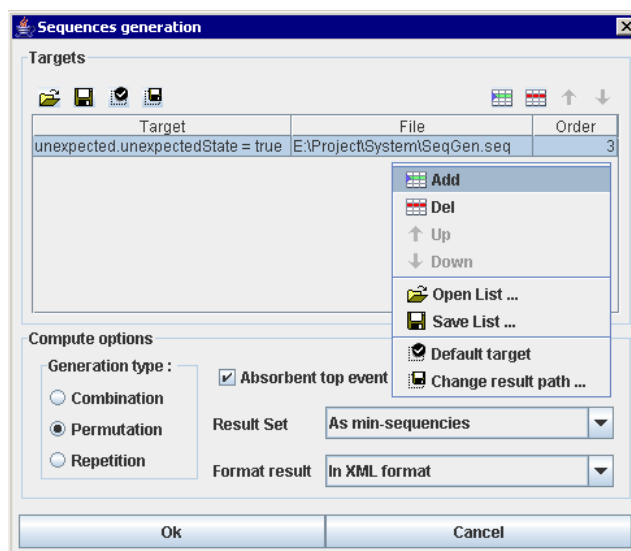 Sequences generation
Targets
Target File Order
unexpected.unexpectedState = true E:\Project\System\SeqGen.seq 3
Add
Del
Up
Down
Open List ...
Save List ...
Default target
Change result path ...
Compute options
Generation type :
Combination
Permutation
Repetition
Absorbent top event
Result Set As min-sequencies
Format result In XML format
Ok Cancel